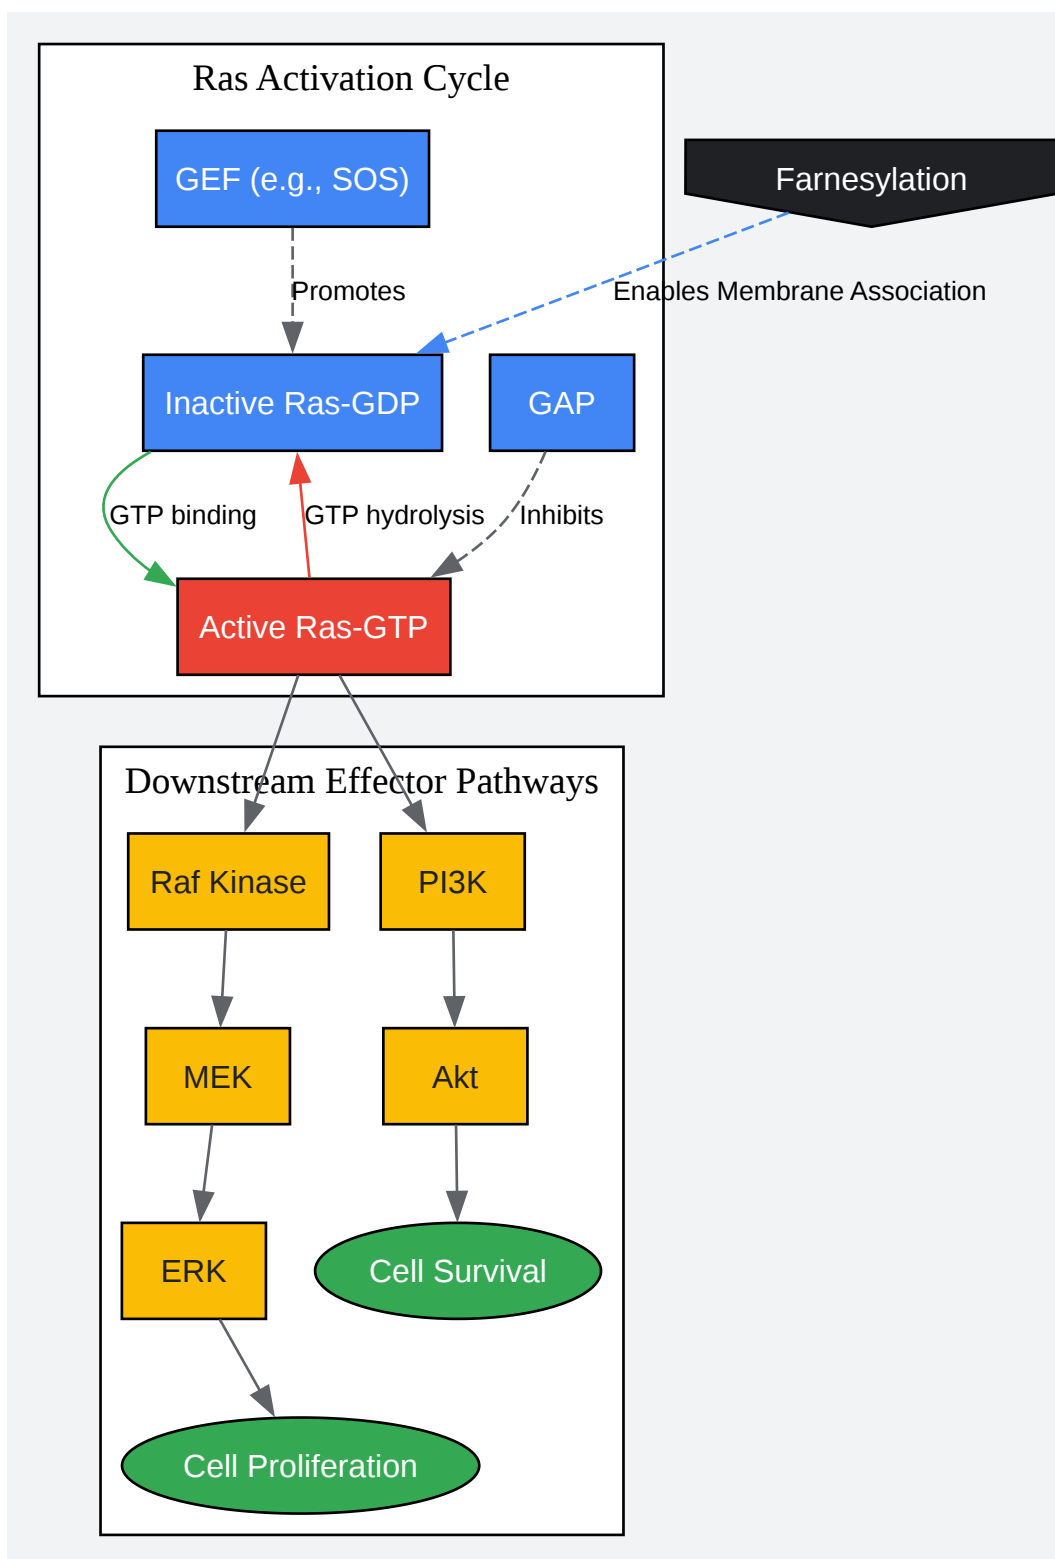 Ras Activation Cycle
GEF (e.g., SOS)
Farnesylation
Promotes
Enables Membrane Association
Inactive Ras-GDP
GAP
GTP binding
GTP hydrolysis
Inhibits
Active Ras-GTP
Downstream Effector Pathways
Raf Kinase
PI3K
MEK
Akt
ERK
Cell Survival
Cell Proliferation